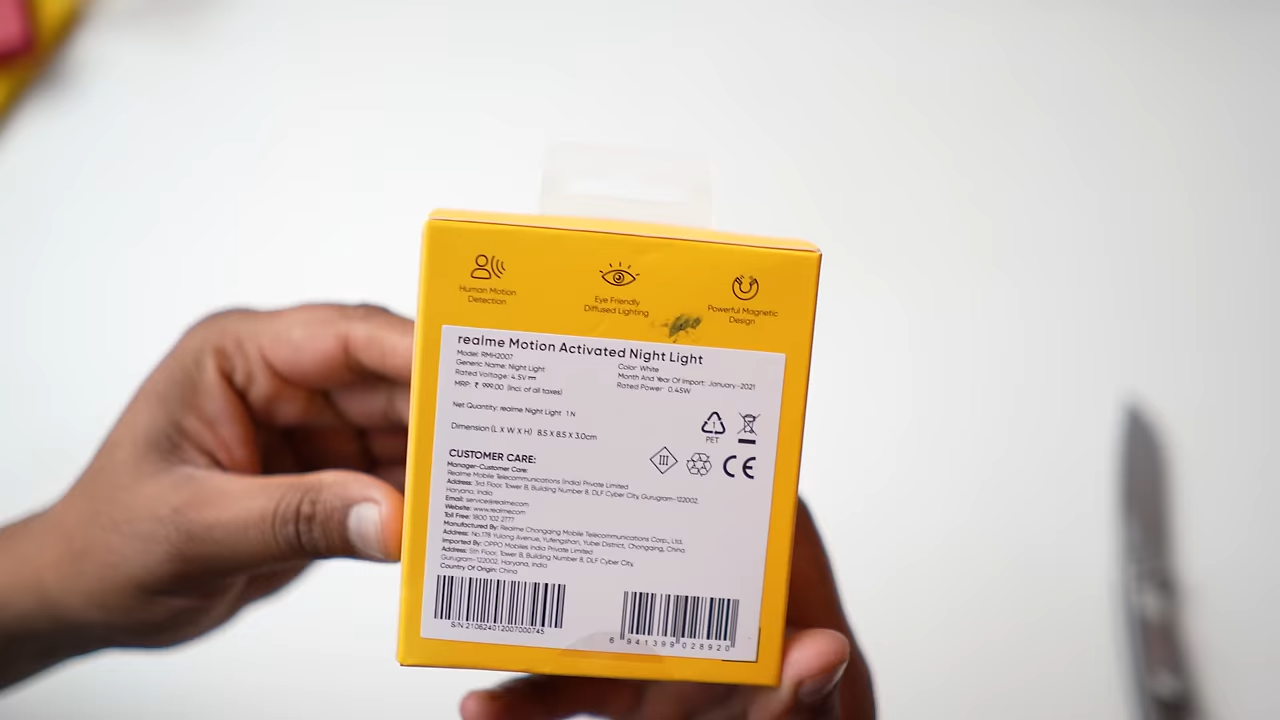 Human Motion
Detection
Eye Friendly
Diffused Lighting
Powerful Magnetic
Design
realme Motion Activated Night Light
Model: RMH2007
Generic Name: Night Light
Rated Voltage: 4.5V⎓
MRP: ₹ 999.00 (Incl. of all taxes)
Color: White
Month And Year Of Import: January-2021
Rated Power: 0.45W
Net Quantity: realme Night Light 1 N
Dimension (L X W X H) 8.5 X 8.5 X 3.0cm
PET
III
CE
CUSTOMER CARE:
Manager-Customer Care:
Realme Mobile Telecommunications (India) Private Limited
Address: 3rd Floor, Tower B, Building Number 8, DLF Cyber City, Gurugram-122002,
Haryana, India
Email: service@realme.com
Website: www.realme.com
Toll Free: 1800 102 2777
Manufactured By: Realme Chongqing Mobile Telecommunications Corp., Ltd.
Address: No.178 Yulong Avenue, Yufengshan, Yubei District, Chongqing, China
Imported By: OPPO Mobiles India Private Limited
Address: 5th Floor, Tower B, Building Number 8, DLF Cyber City,
Gurugram-122002, Haryana, India
Country Of Origin: China
S/N 210624012007000745
6 941399 028920